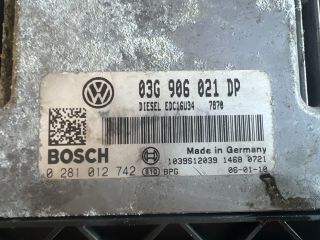 03G 906 021 DP
DIESEL EDC16U34 7870
BOSCH
Made in Germany
1039S12039 1468 0721
0 281 012 742 BPG 06-01-10